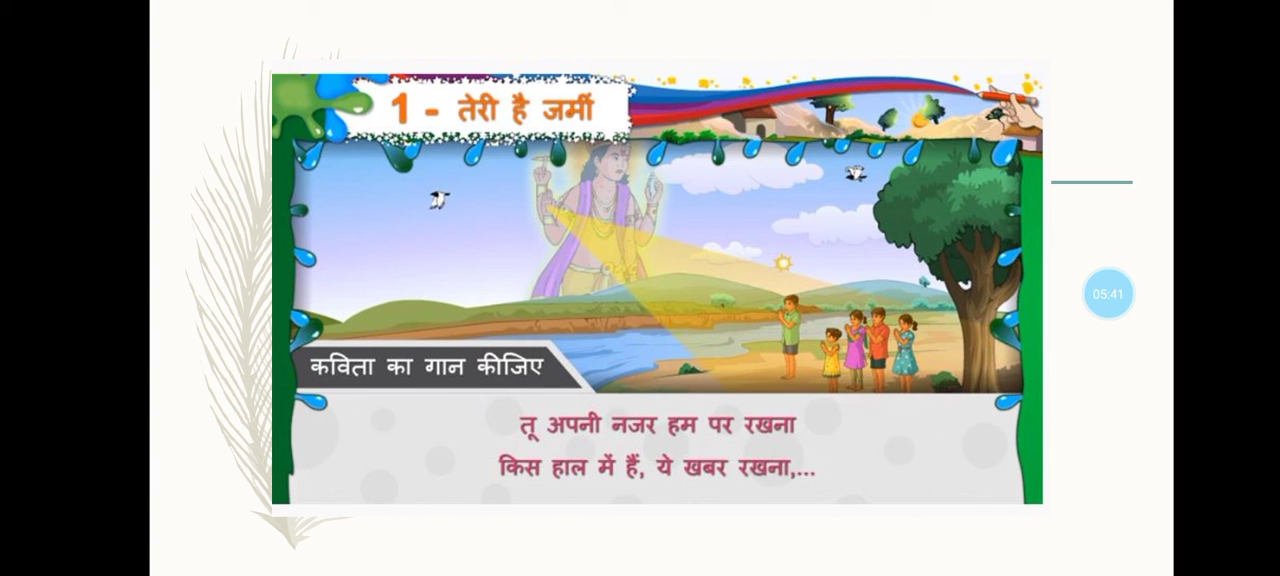 1 - तेरी है जमीं
कविता का गान कीजिए
तू अपनी नजर हम पर रखना
किस हाल में हैं, ये खबर रखना,...
05:41